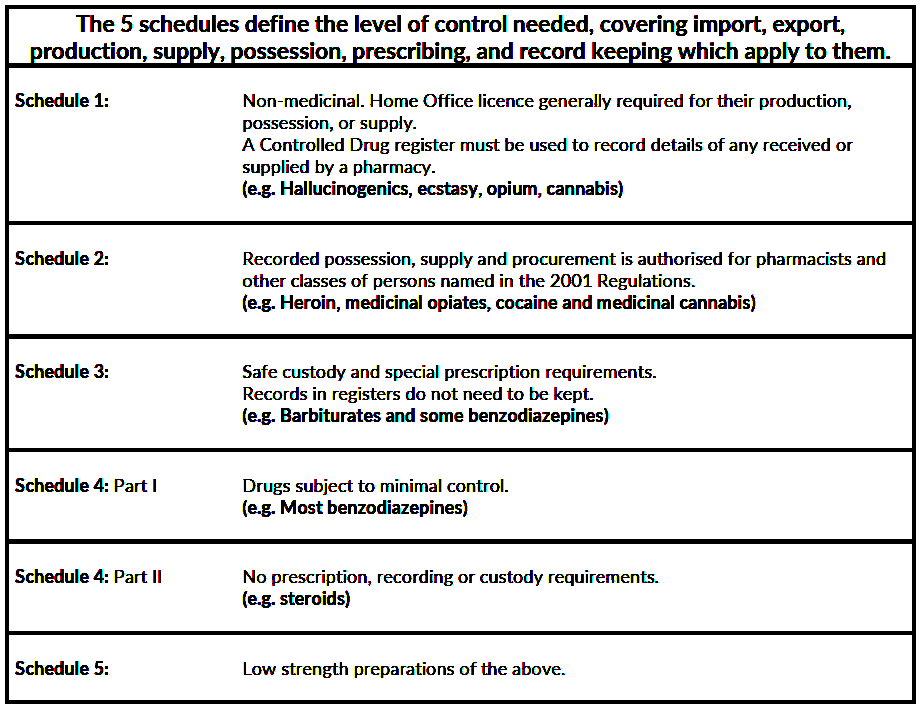 The 5 schedules define the level of control needed, covering import, export,
production, supply, possession, prescribing, and record keeping which apply to them.
Schedule 1:
Non-medicinal. Home Office licence generally required for their production,
possession, or supply.
A Controlled Drug register must be used to record details of any received or
supplied by a pharmacy.
(e.g. Hallucinogenics, ecstasy, opium, cannabis)
Schedule 2:
Recorded possession, supply and procurement is authorised for pharmacists and
other classes of persons named in the 2001 Regulations.
(e.g. Heroin, medicinal opiates, cocaine and medicinal cannabis)
Schedule 3:
Safe custody and special prescription requirements.
Records in registers do not need to be kept.
(e.g. Barbiturates and some benzodiazepines)
Schedule 4: Part I
Drugs subject to minimal control.
(e.g. Most benzodiazepines)
Schedule 4: Part II
No prescription, recording or custody requirements.
(e.g. steroids)
Schedule 5:
Low strength preparations of the above.